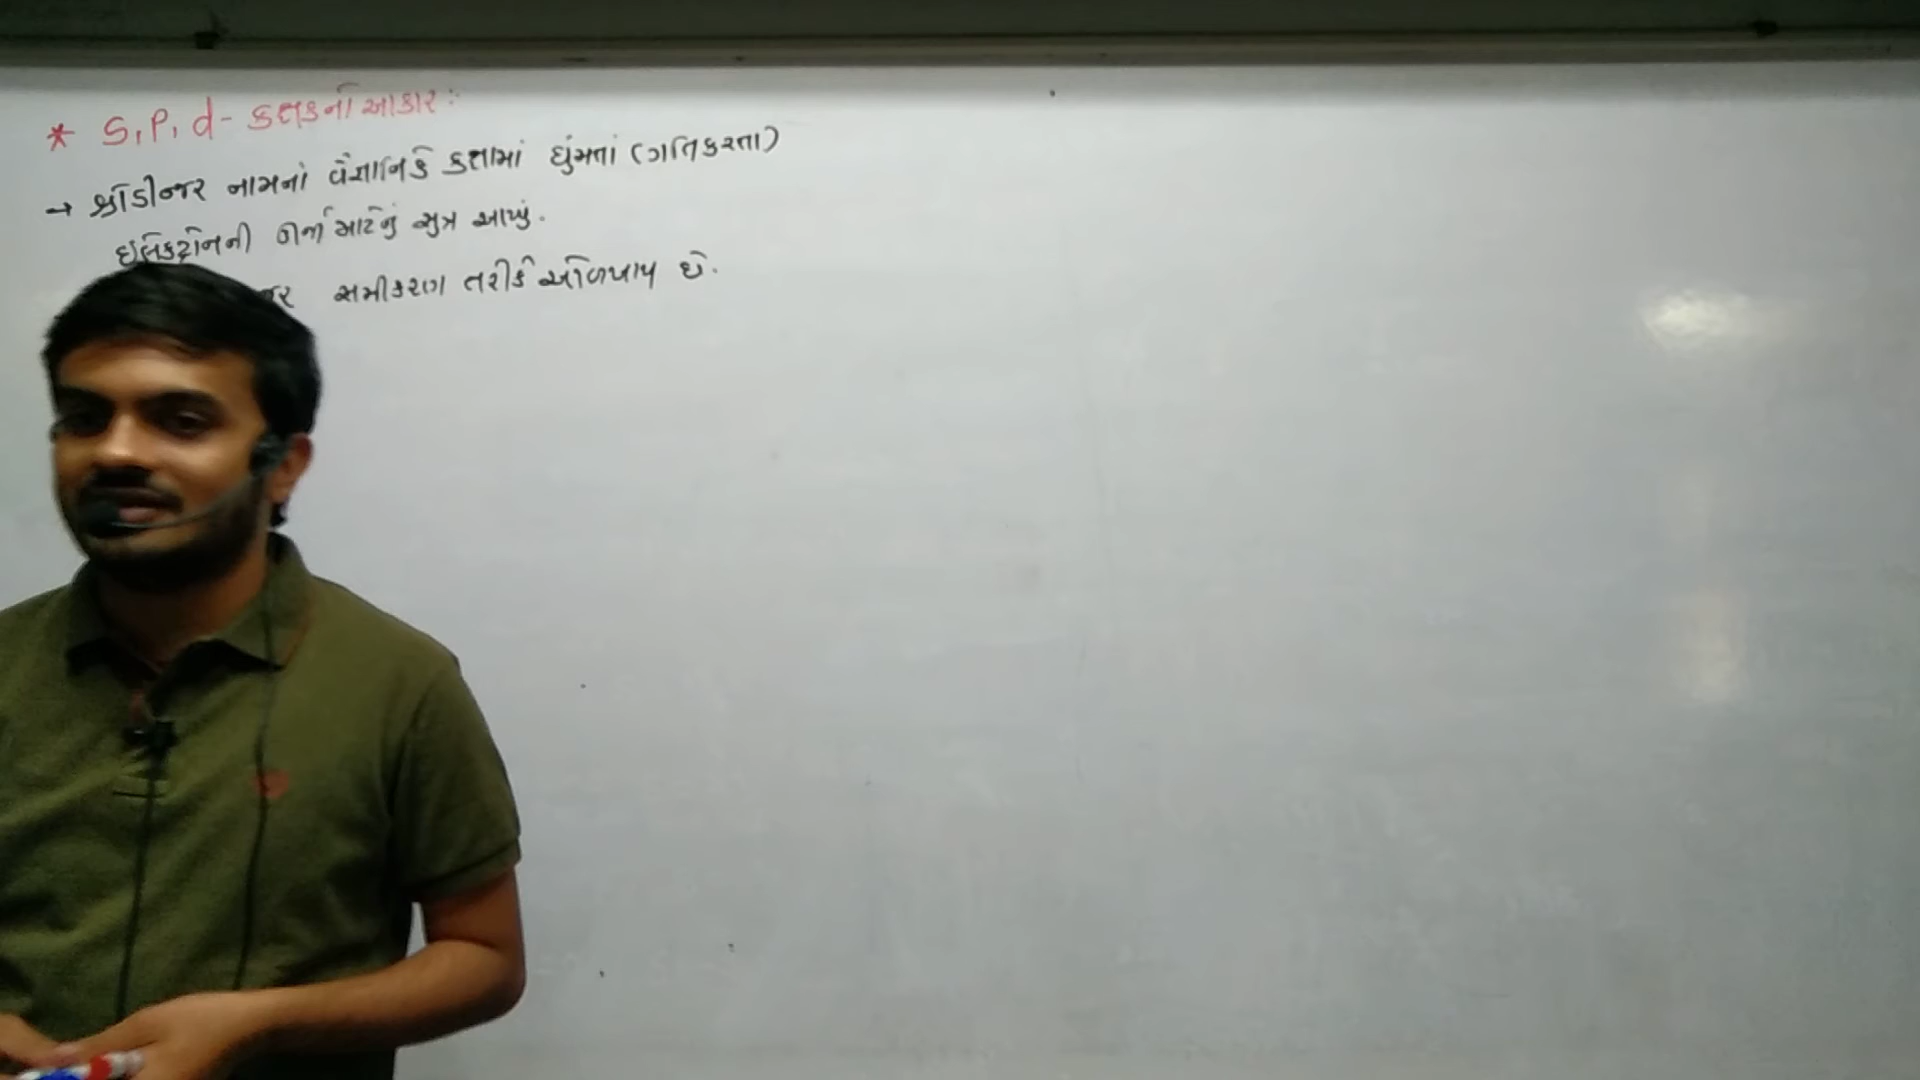 * S, P, d - કક્ષકના આકાર :
→ શ્રોડીન્જર નામનાં વૈજ્ઞાનિકે કક્ષામાં ઘુંમતાં (ગતિકરતા)
ઇલેક્ટ્રોનની ઊર્જા માટેનું સુત્ર આપ્યું.
સમીકરણ તરીકે ઓળખાય છે.